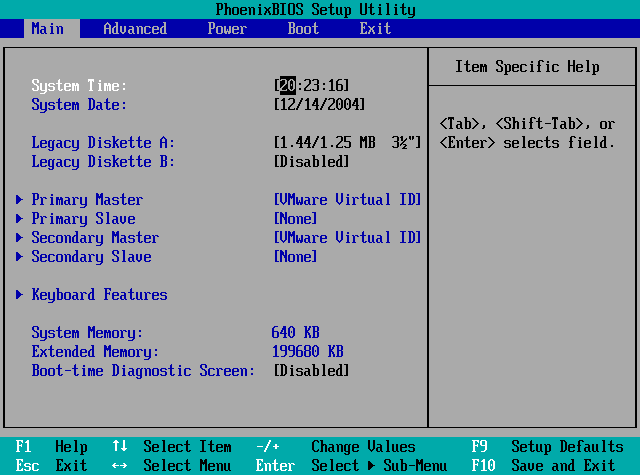 PhoenixBIOS Setup Utility
Main Advanced Power Boot Exit
Item Specific Help
System Time: [20:23:16]
System Date: [12/14/2004]
<Tab>, <Shift-Tab>, or
<Enter> selects field.
Legacy Diskette A: [1.44/1.25 MB 3½"]
Legacy Diskette B: [Disabled]
▶ Primary Master [VMware Virtual ID]
▶ Primary Slave [None]
▶ Secondary Master [VMware Virtual ID]
▶ Secondary Slave [None]
▶ Keyboard Features
System Memory: 640 KB
Extended Memory: 199680 KB
Boot-time Diagnostic Screen: [Disabled]
F1 Help ↑↓ Select Item -/+ Change Values F9 Setup Defaults
Esc Exit ↔ Select Menu Enter Select ▶ Sub-Menu F10 Save and Exit